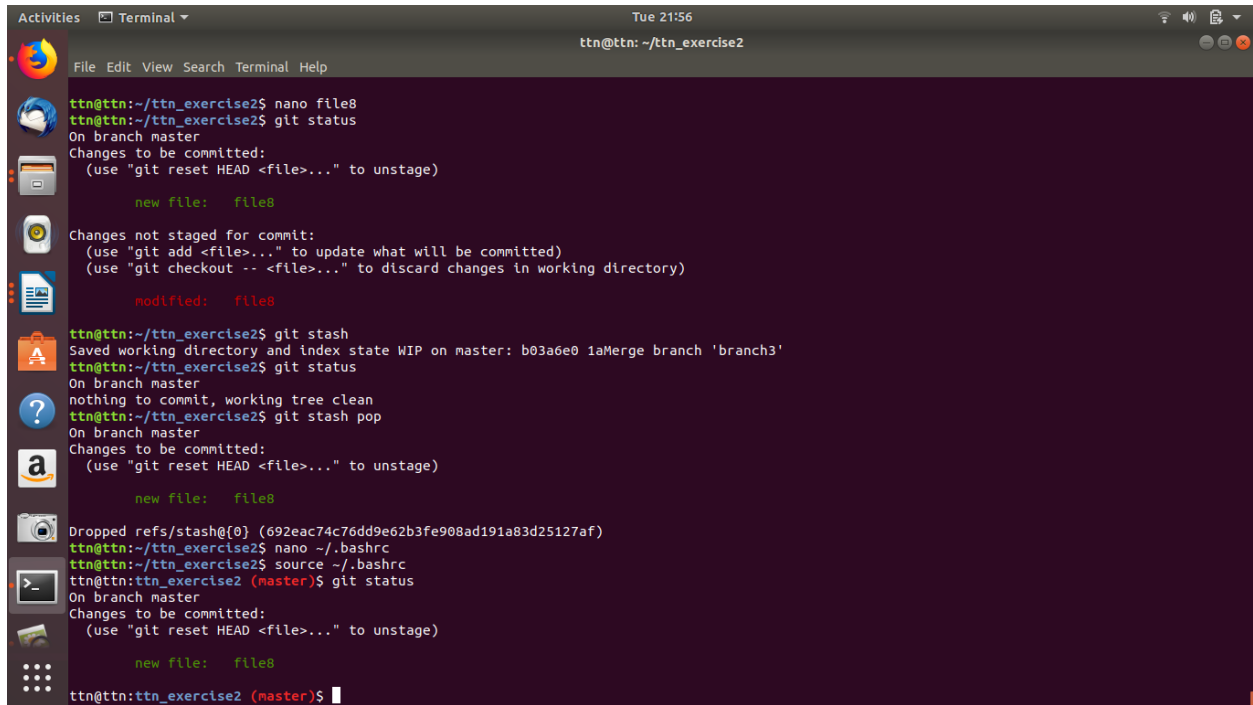 Activities Terminal Tue 21:56
ttn@ttn: ~/ttn_exercise2
File Edit View Search Terminal Help
ttn@ttn:~/ttn_exercise2$ nano file8
ttn@ttn:~/ttn_exercise2$ git status
On branch master
Changes to be committed:
  (use "git reset HEAD <file>..." to unstage)
        new file:   file8
Changes not staged for commit:
  (use "git add <file>..." to update what will be committed)
  (use "git checkout -- <file>..." to discard changes in working directory)
        modified:   file8
ttn@ttn:~/ttn_exercise2$ git stash
Saved working directory and index state WIP on master: b03a6e0 1aMerge branch 'branch3'
ttn@ttn:~/ttn_exercise2$ git status
On branch master
nothing to commit, working tree clean
ttn@ttn:~/ttn_exercise2$ git stash pop
On branch master
Changes to be committed:
  (use "git reset HEAD <file>..." to unstage)
        new file:   file8
Dropped refs/stash@{0} (692eac74c76dd9e62b3fe908ad191a83d25127af)
ttn@ttn:~/ttn_exercise2$ nano ~/.bashrc
ttn@ttn:~/ttn_exercise2$ source ~/.bashrc
ttn@ttn:ttn_exercise2 (master)$ git status
On branch master
Changes to be committed:
  (use "git reset HEAD <file>..." to unstage)
        new file:   file8
ttn@ttn:ttn_exercise2 (master)$